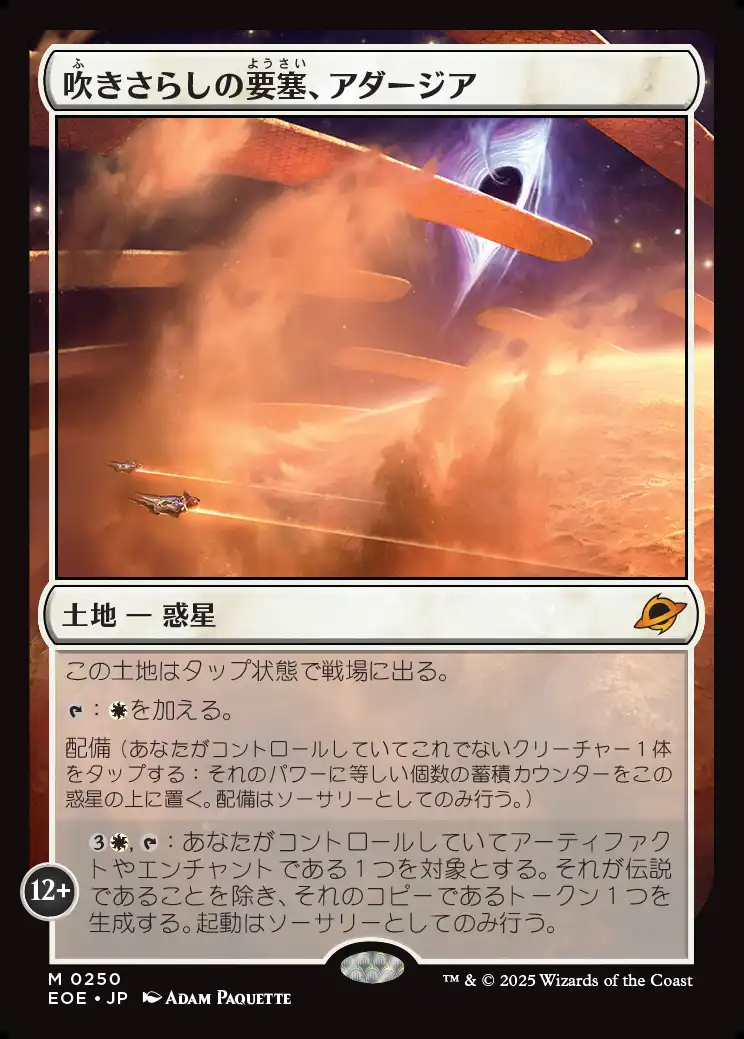 吹きさらしの要塞、アダージア
土地 — 惑星
この土地はタップ状態で戦場に出る。
：を加える。
配備（あなたがコントロールしていてこれでないクリーチャー１体
をタップする：それのパワーに等しい個数の蓄積カウンターをこの
惑星の上に置く。配備はソーサリーとしてのみ行う。）
3, ：あなたがコントロールしていてアーティファク
トやエンチャントである１つを対象とする。それが伝説
であることを除き、それのコピーであるトークン１つを
生成する。起動はソーサリーとしてのみ行う。
12+
M 0250
EOE • JP ADAM PAQUETTE
™ & © 2025 Wizards of the Coast